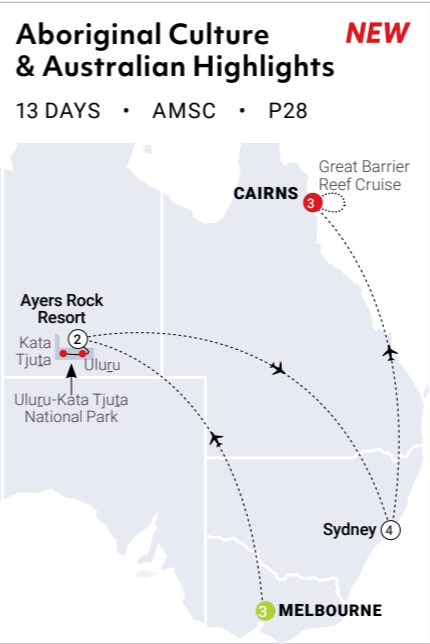 Aboriginal Culture NEW
& Australian Highlights
13 DAYS • AMSC • P28
Great Barrier
Reef Cruise
CAIRNS
3
Ayers Rock
Resort
2
Kata
Tjuṯa
Uluṟu
Uluṟu-Kata Tjuṯa
National Park
Sydney 4
3 MELBOURNE